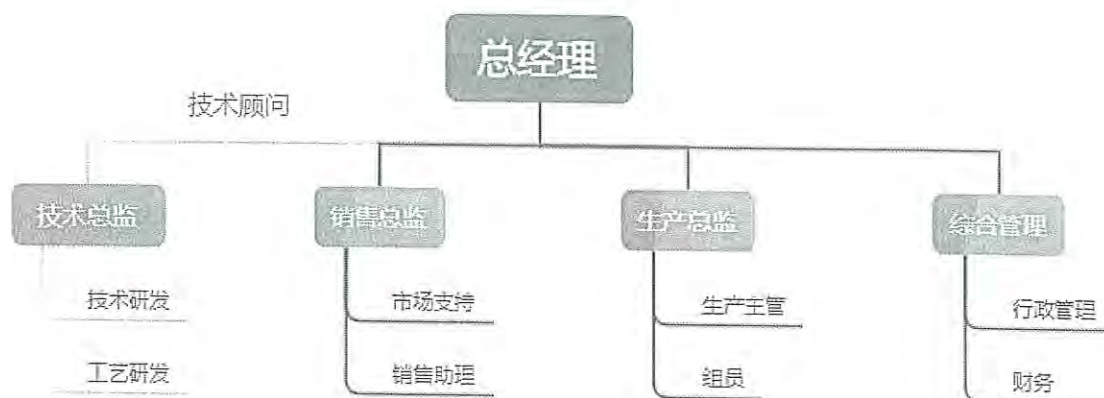 总经理
技术顾问
技术总监
销售总监
生产总监
综合管理
技术研发
市场支持
生产主管
行政管理
工艺研发
销售助理
组员
财务